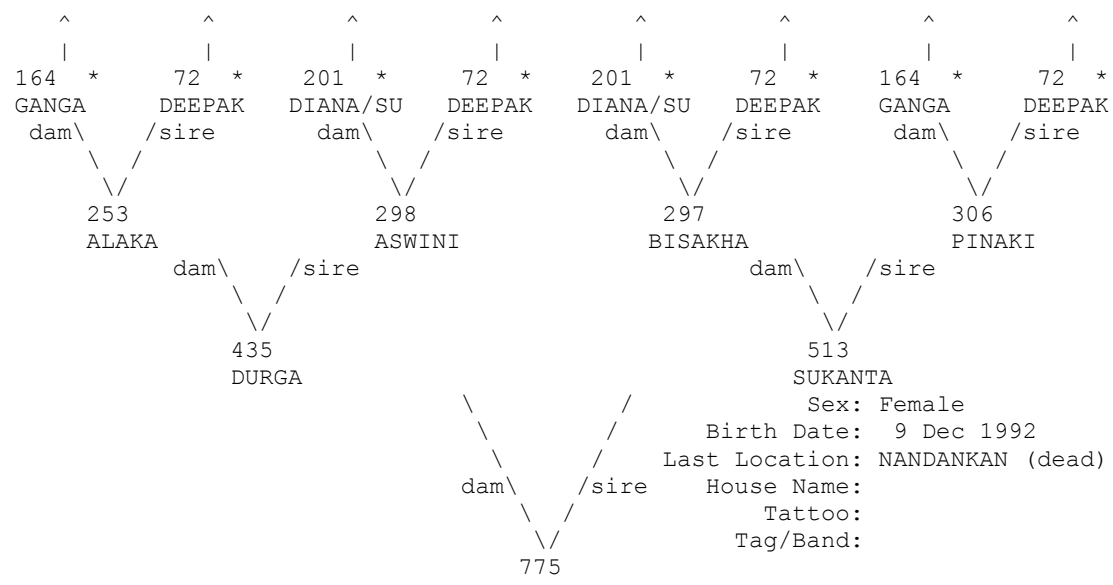 ^ ^ ^ ^ ^ ^ ^ ^
| | | | | | | |
164 * 72 * 201 * 72 * 201 * 72 * 164 * 72 *
GANGA DEEPAK DIANA/SU DEEPAK DIANA/SU DEEPAK GANGA DEEPAK
dam\ /sire dam\ /sire dam\ /sire dam\ /sire
\ / \ / \ / \ /
\/ \/ \/ \/
253 298 297 306
ALAKA ASWINI BISAKHA PINAKI
dam\ /sire dam\ /sire
\ / \ /
\/ \/
435 513
DURGA SUKANTA
\ / Sex: Female
\ / Birth Date: 9 Dec 1992
\ / Last Location: NANDANKAN (dead)
dam\ /sire House Name:
\ / Tattoo:
\/ Tag/Band:
775